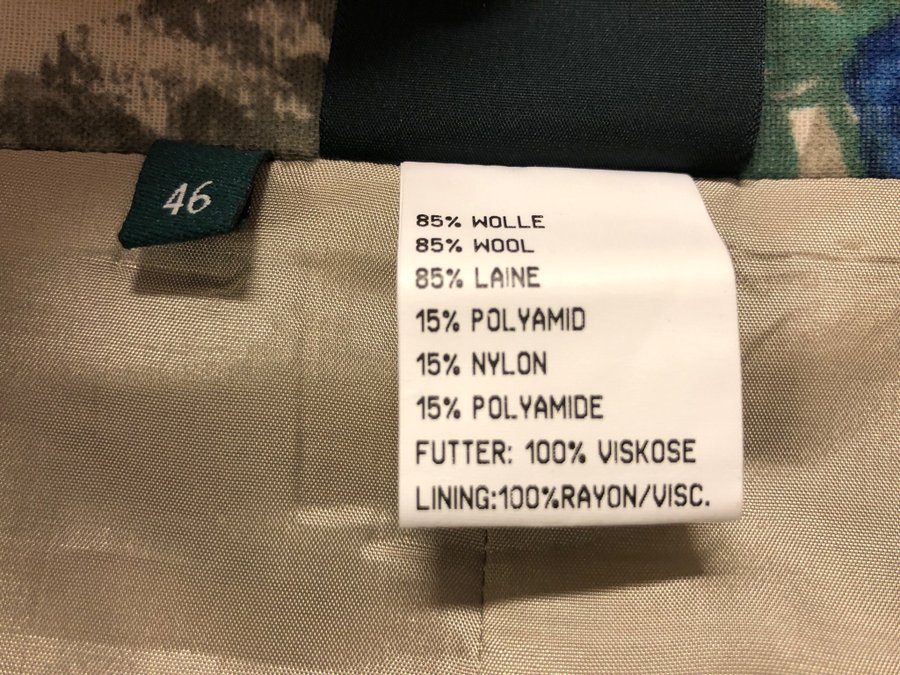 46
85% WOLLE
85% WOOL
85% LAINE
15% POLYAMID
15% NYLON
15% POLYAMIDE
FUTTER: 100% VISKOSE
LINING:100%RAYON/VISC.